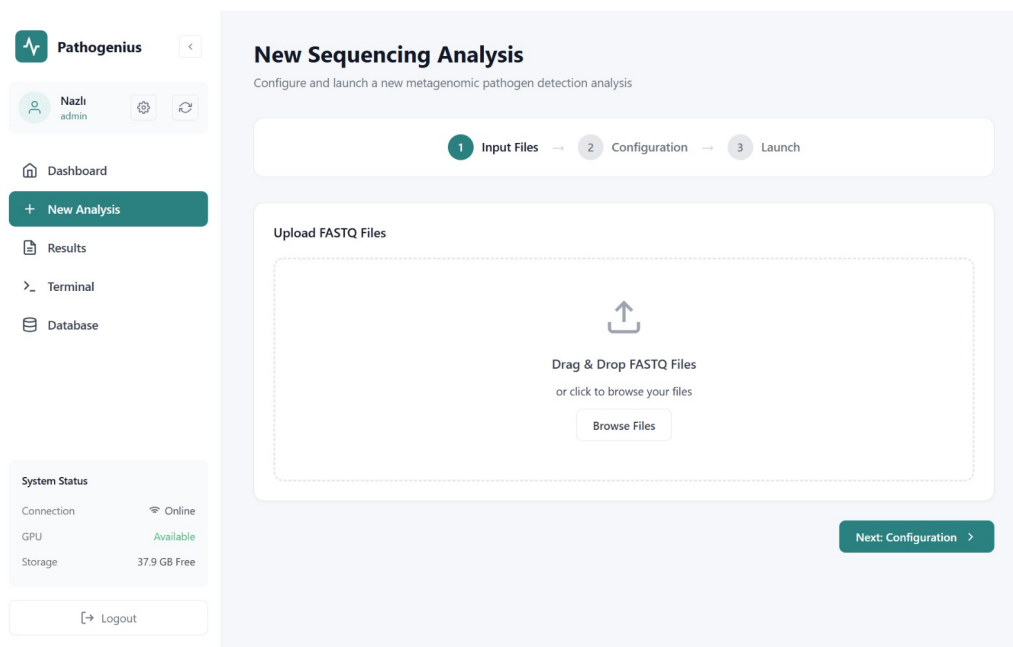 Pathogenius
Nazlı
admin
Dashboard
New Analysis
Results
Terminal
Database
System Status
Connection Online
GPU Available
Storage 37.9 GB Free
Logout
New Sequencing Analysis
Configure and launch a new metagenomic pathogen detection analysis
1 Input Files → 2 Configuration → 3 Launch
Upload FASTQ Files
Drag & Drop FASTQ Files
or click to browse your files
Browse Files
Next: Configuration